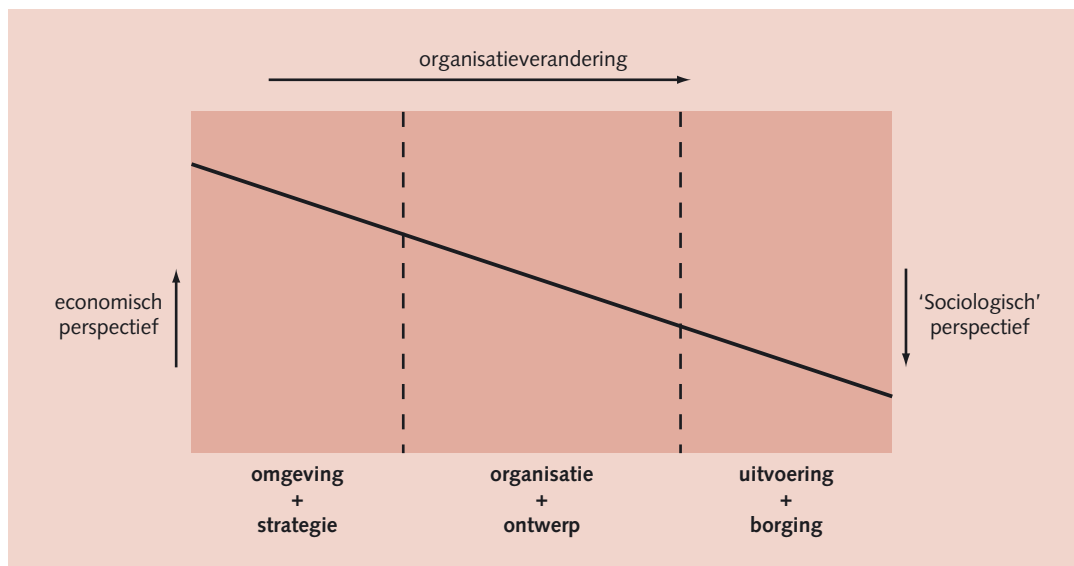 organisatieverandering
economisch
perspectief
‘Sociologisch’
perspectief
omgeving
+
strategie
organisatie
+
ontwerp
uitvoering
+
borging